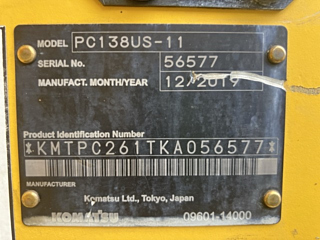 MODEL PC138US-11
SERIAL No. 56577
MANUFACT. MONTH/YEAR 12/2019
Product Identification Number
*KMTPC261TKA056577*
MANUFACTURER
Komatsu Ltd., Tokyo, Japan
KOMATSU 09601-14000